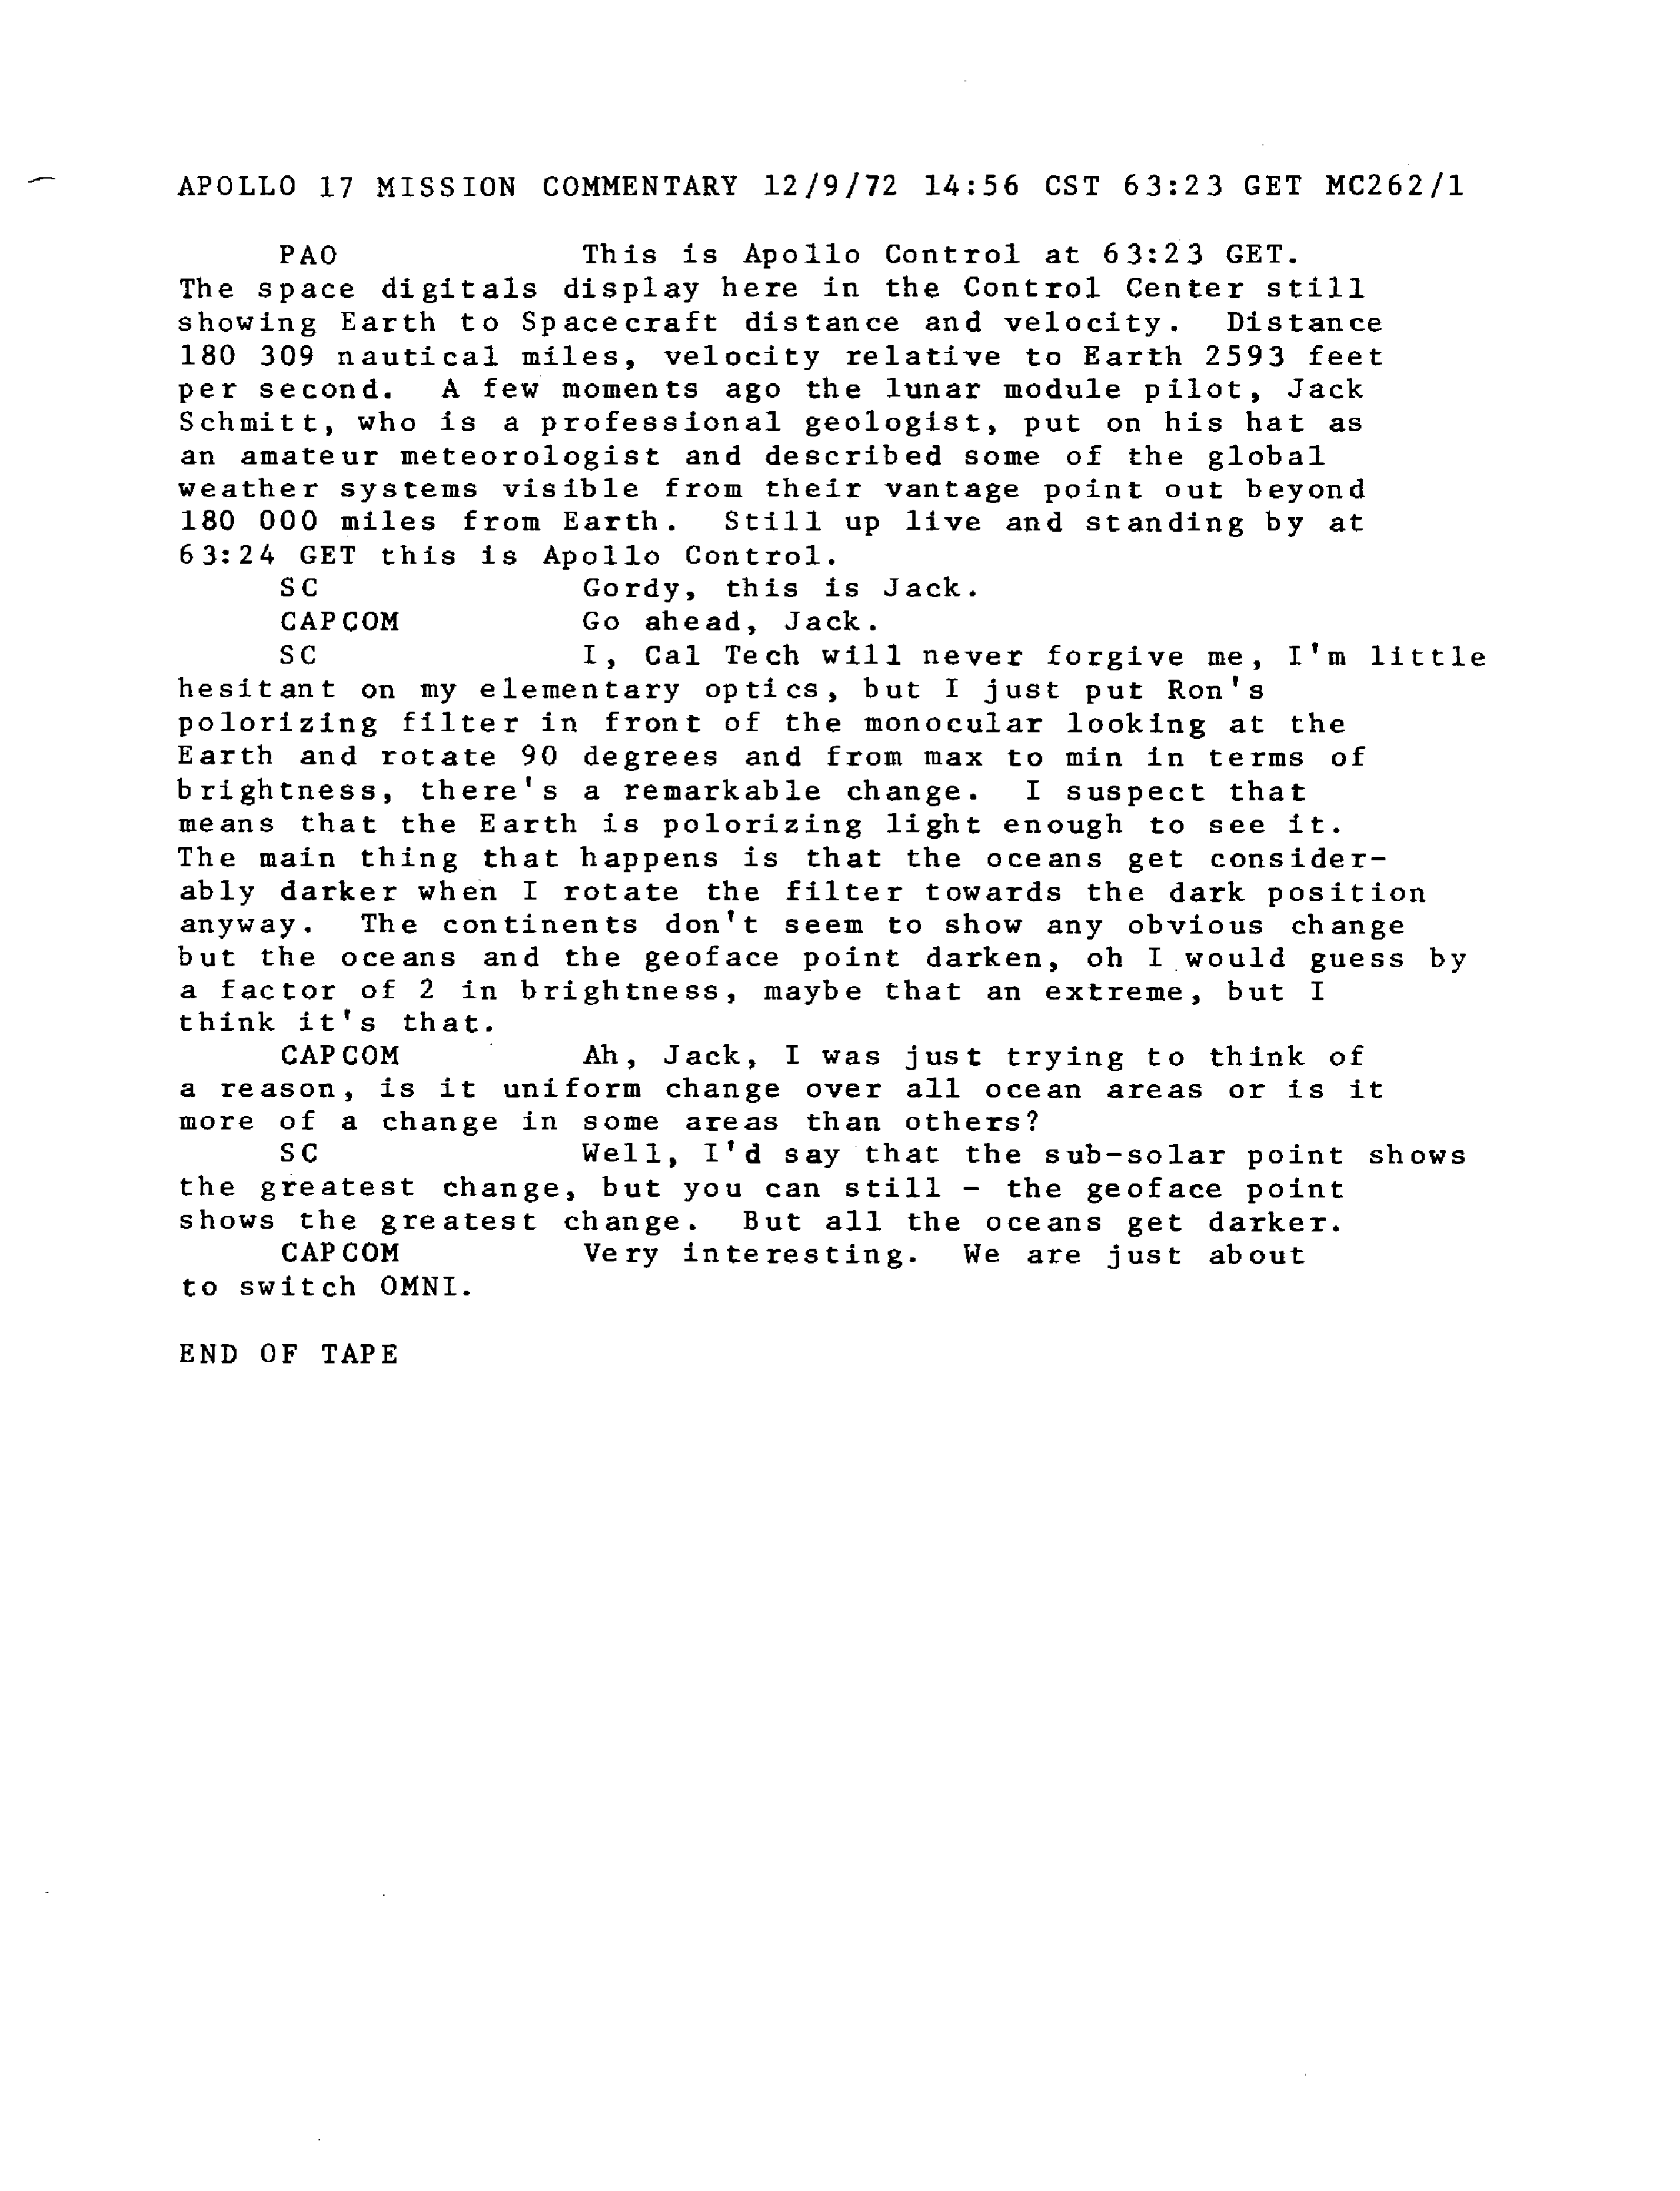 APOLLO 17 MISSION COMMENTARY 12/9/72 14:56 CST 63:23 GET MC262/1
PAO This is Apollo Control at 63:23 GET.
The space digitals display here in the Control Center still
showing Earth to Spacecraft distance and velocity. Distance
180 309 nautical miles, velocity relative to Earth 2593 feet
per second. A few moments ago the lunar module pilot, Jack
Schmitt, who is a professional geologist, put on his hat as
an amateur meteorologist and described some of the global
weather systems visible from their vantage point out beyond
180 000 miles from Earth. Still up live and standing by at
63:24 GET this is Apollo Control.
SC Gordy, this is Jack.
CAPCOM Go ahead, Jack.
SC I, Cal Tech will never forgive me, I'm little
hesitant on my elementary optics, but I just put Ron's
polorizing filter in front of the monocular looking at the
Earth and rotate 90 degrees and from max to min in terms of
brightness, there's a remarkable change. I suspect that
means that the Earth is polorizing light enough to see it.
The main thing that happens is that the oceans get consider-
ably darker when I rotate the filter towards the dark position
anyway. The continents don't seem to show any obvious change
but the oceans and the geoface point darken, oh I would guess by
a factor of 2 in brightness, maybe that an extreme, but I
think it's that.
CAPCOM Ah, Jack, I was just trying to think of
a reason, is it uniform change over all ocean areas or is it
more of a change in some areas than others?
SC Well, I'd say that the sub-solar point shows
the greatest change, but you can still - the geoface point
shows the greatest change. But all the oceans get darker.
CAPCOM Very interesting. We are just about
to switch OMNI.
END OF TAPE